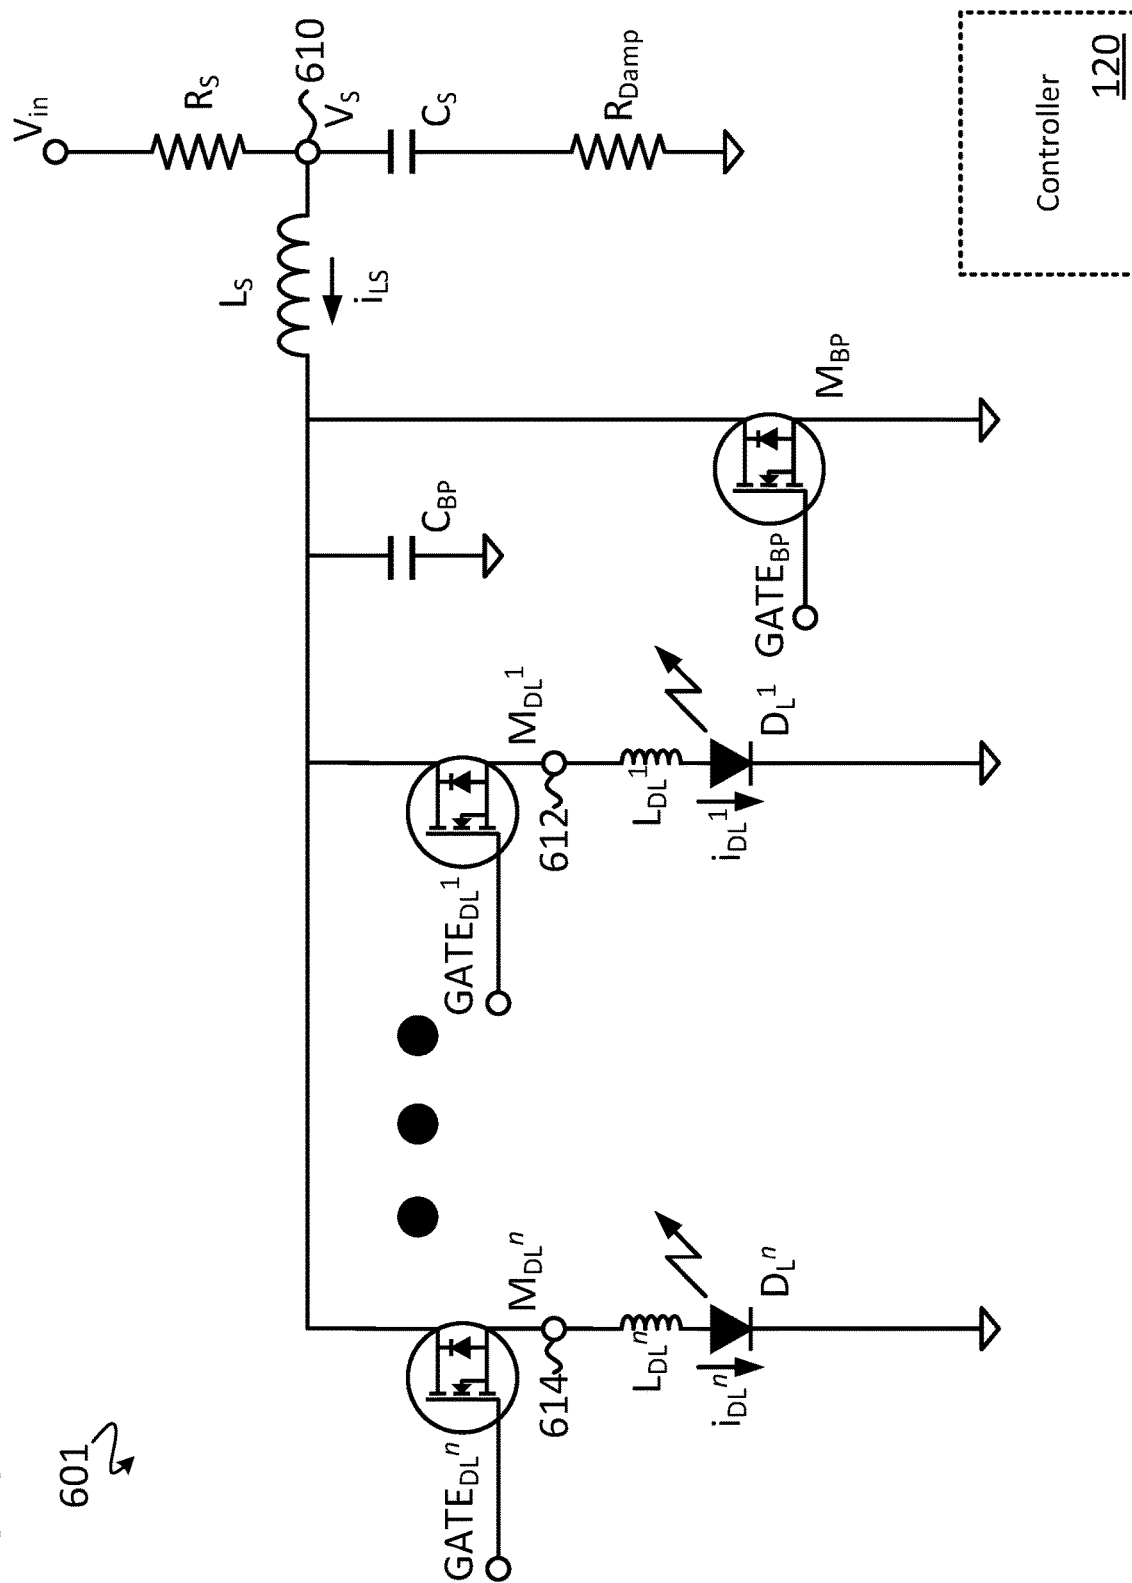 601
V_in
R_S
610
V_S
C_S
R_Damp
L_S
i_LS
C_BP
M_BP
GATE_BP
M_DL^1
GATE_DL^1
612
L_DL^1
i_DL^1
D_L^1
M_DL^n
GATE_DL^n
614
L_DL^n
i_DL^n
D_L^n
Controller
120